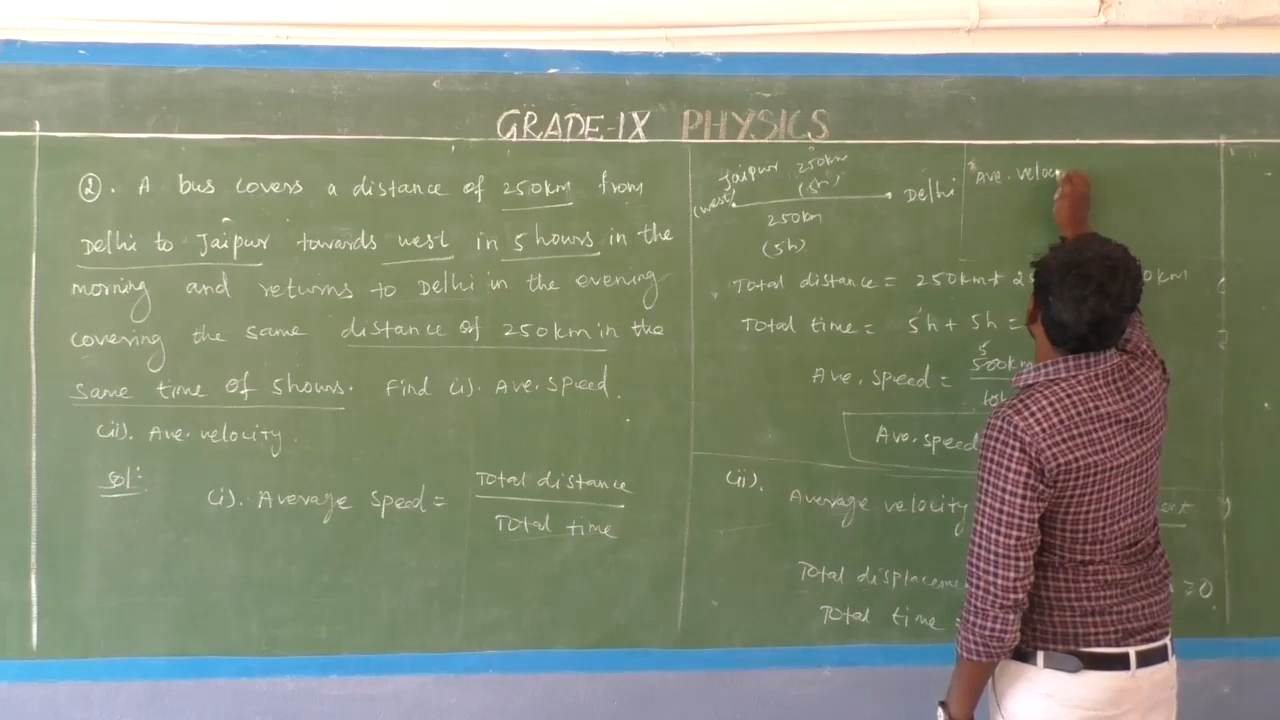 GRADE-IX PHYSICS
②. A bus covers a distance of 250km from
Delhi to Jaipur towards west in 5 hours in the
morning and returns to Delhi in the evening
covering the same distance of 250km in the
same time of 5hours. Find (i). Ave. Speed.
(ii). Ave. velocity.
Sol:
(i). Average Speed =
Total distance
Total time
Jaipur 250km
(5h)
(west) Delhi
250km
(5h)
Total distance = 250km+
km
Total time = 5h + 5h =
Ave. Speed = 500km
5
Ave. speed
(ii).
Average velocity
Total displaceme
= 0
Total time =
*Ave. veloc